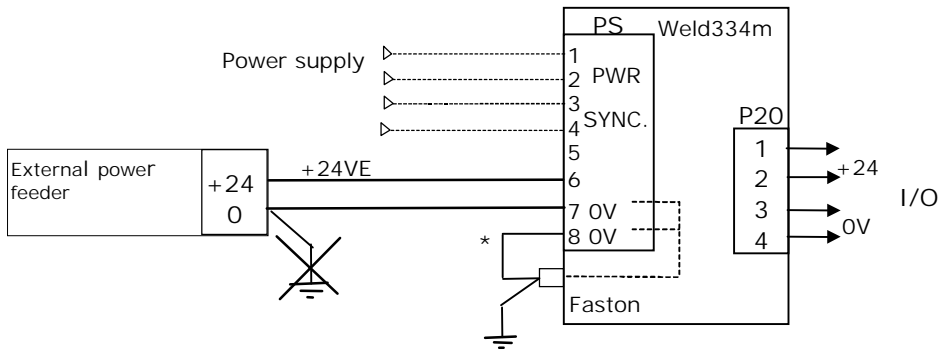 PS
Weld334m
Power supply
1
2 PWR
3
SYNC.
4
5
6
7 0V
8 0V
External power
feeder
+24
0
+24VE
*
Faston
P20
1
2
3
4
+24
0V
I/O